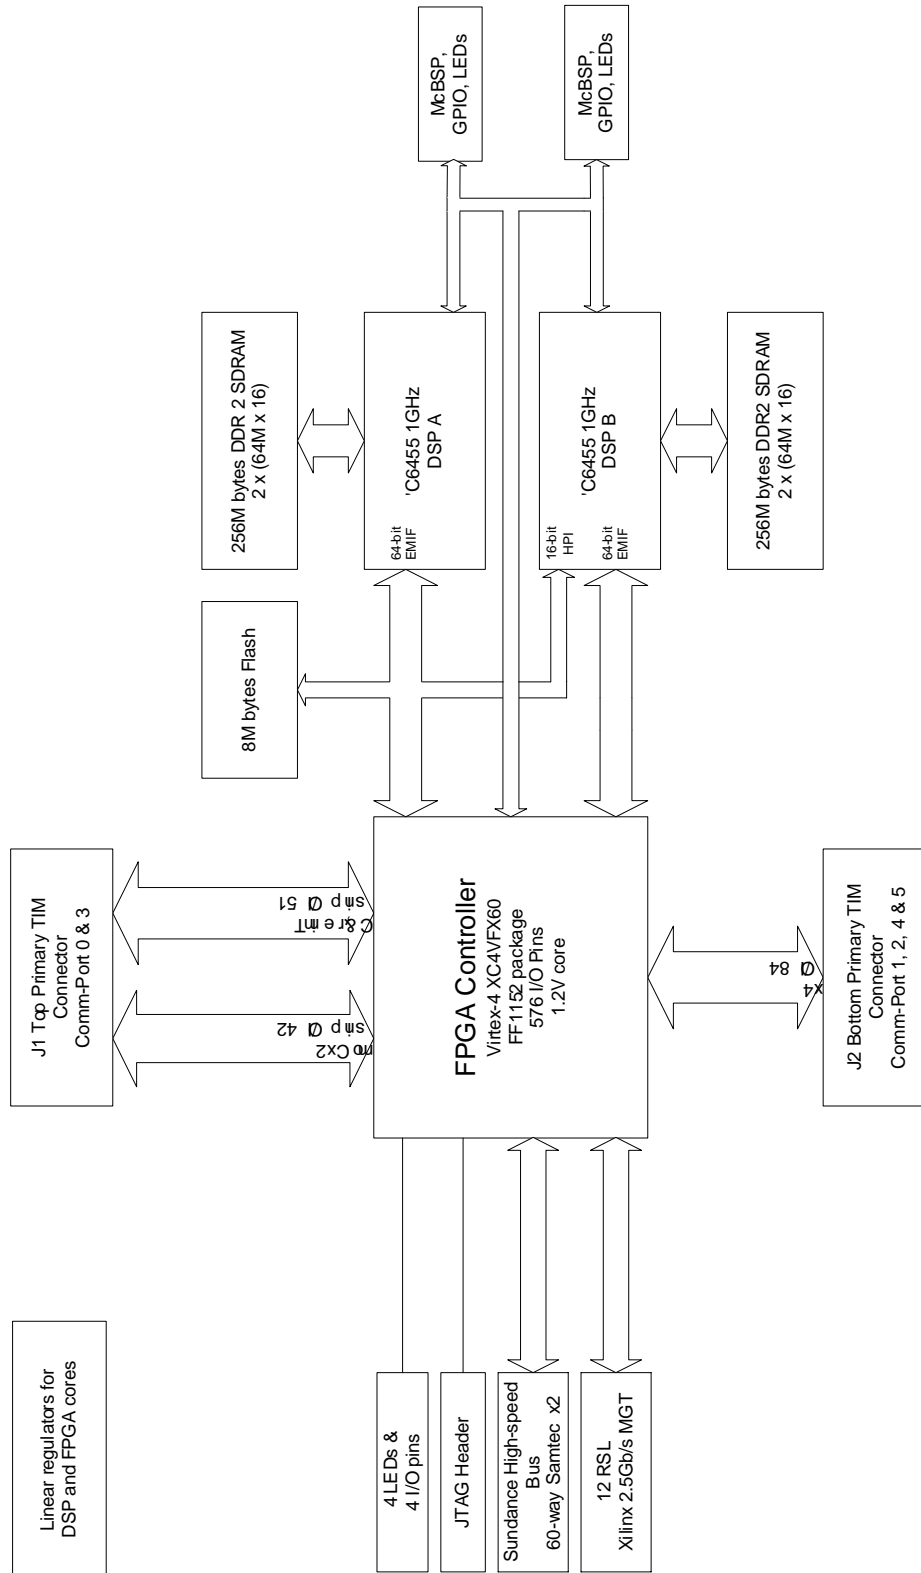 Linear regulators for
DSP and FPGA cores
J1 Top Primary TIM
Connector
Comm-Port 0 & 3
8M bytes Flash
256M bytes DDR 2 SDRAM
2 x (64M x 16)
4 LEDs &
4 I/O pins
JTAG Header
Sundance High-speed
Bus
60-way Samtec x2
12 RSL
Xilinx 2.5Gb/s MGT
FPGA Controller
Virtex-4 XC4VFX60
FF1152 package
576 I/O Pins
1.2V core
64-bit
EMIF
'C6455 1GHz
DSP A
McBSP,
GPIO, LEDs
16-bit
HPI
64-bit
EMIF
'C6455 1GHz
DSP B
McBSP,
GPIO, LEDs
x4
J2 Bottom Primary TIM
Connector
Comm-Port 1, 2, 4 & 5
256M bytes DDR2 SDRAM
2 x (64M x 16)